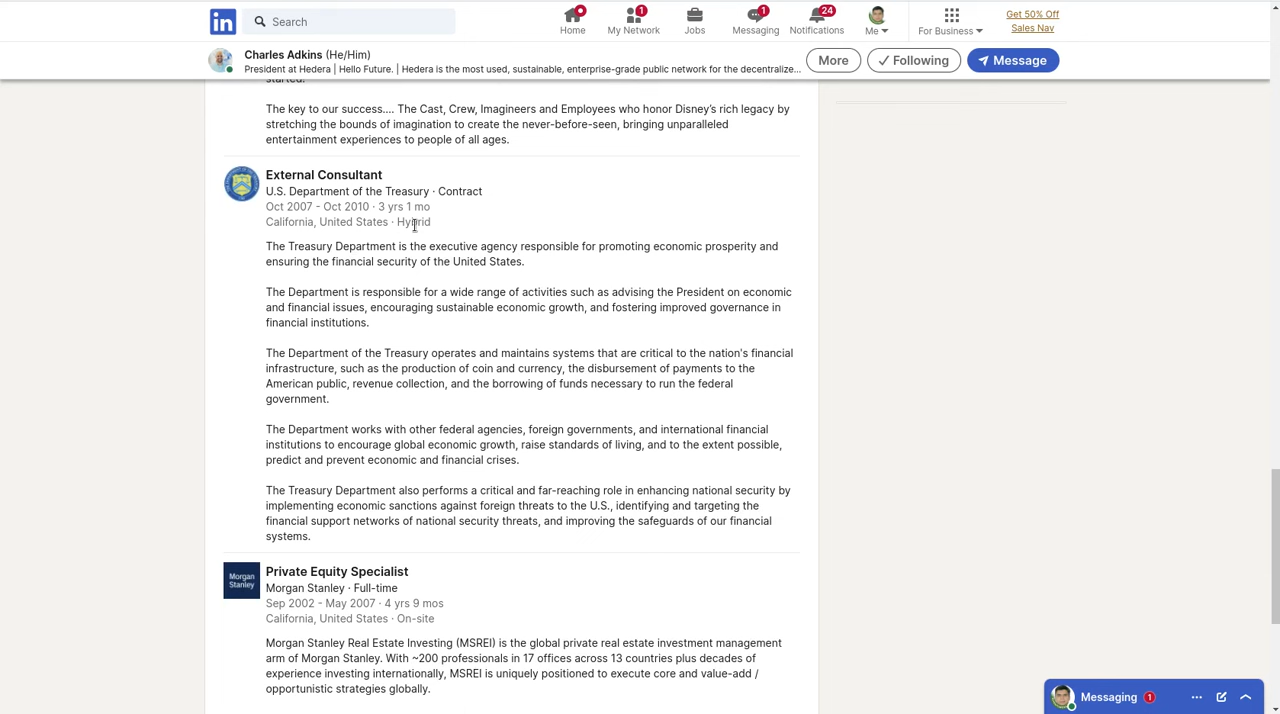 in
Search
Home
1
My Network
Jobs
1
Messaging
24
Notifications
Me
For Business
Get 50% Off
Sales Nav
Charles Adkins (He/Him)
President at Hedera | Hello Future. | Hedera is the most used, sustainable, enterprise-grade public network for the decentralize...
More
Following
Message
started.
The key to our success.... The Cast, Crew, Imagineers and Employees who honor Disney's rich legacy by
stretching the bounds of imagination to create the never-before-seen, bringing unparalleled
entertainment experiences to people of all ages.
External Consultant
U.S. Department of the Treasury · Contract
Oct 2007 - Oct 2010 · 3 yrs 1 mo
California, United States · Hybrid
The Treasury Department is the executive agency responsible for promoting economic prosperity and
ensuring the financial security of the United States.
The Department is responsible for a wide range of activities such as advising the President on economic
and financial issues, encouraging sustainable economic growth, and fostering improved governance in
financial institutions.
The Department of the Treasury operates and maintains systems that are critical to the nation's financial
infrastructure, such as the production of coin and currency, the disbursement of payments to the
American public, revenue collection, and the borrowing of funds necessary to run the federal
government.
The Department works with other federal agencies, foreign governments, and international financial
institutions to encourage global economic growth, raise standards of living, and to the extent possible,
predict and prevent economic and financial crises.
The Treasury Department also performs a critical and far-reaching role in enhancing national security by
implementing economic sanctions against foreign threats to the U.S., identifying and targeting the
financial support networks of national security threats, and improving the safeguards of our financial
systems.
Morgan
Stanley
Private Equity Specialist
Morgan Stanley · Full-time
Sep 2002 - May 2007 · 4 yrs 9 mos
California, United States · On-site
Morgan Stanley Real Estate Investing (MSREI) is the global private real estate investment management
arm of Morgan Stanley. With ~200 professionals in 17 offices across 13 countries plus decades of
experience investing internationally, MSREI is uniquely positioned to execute core and value-add /
opportunistic strategies globally.
Messaging
1